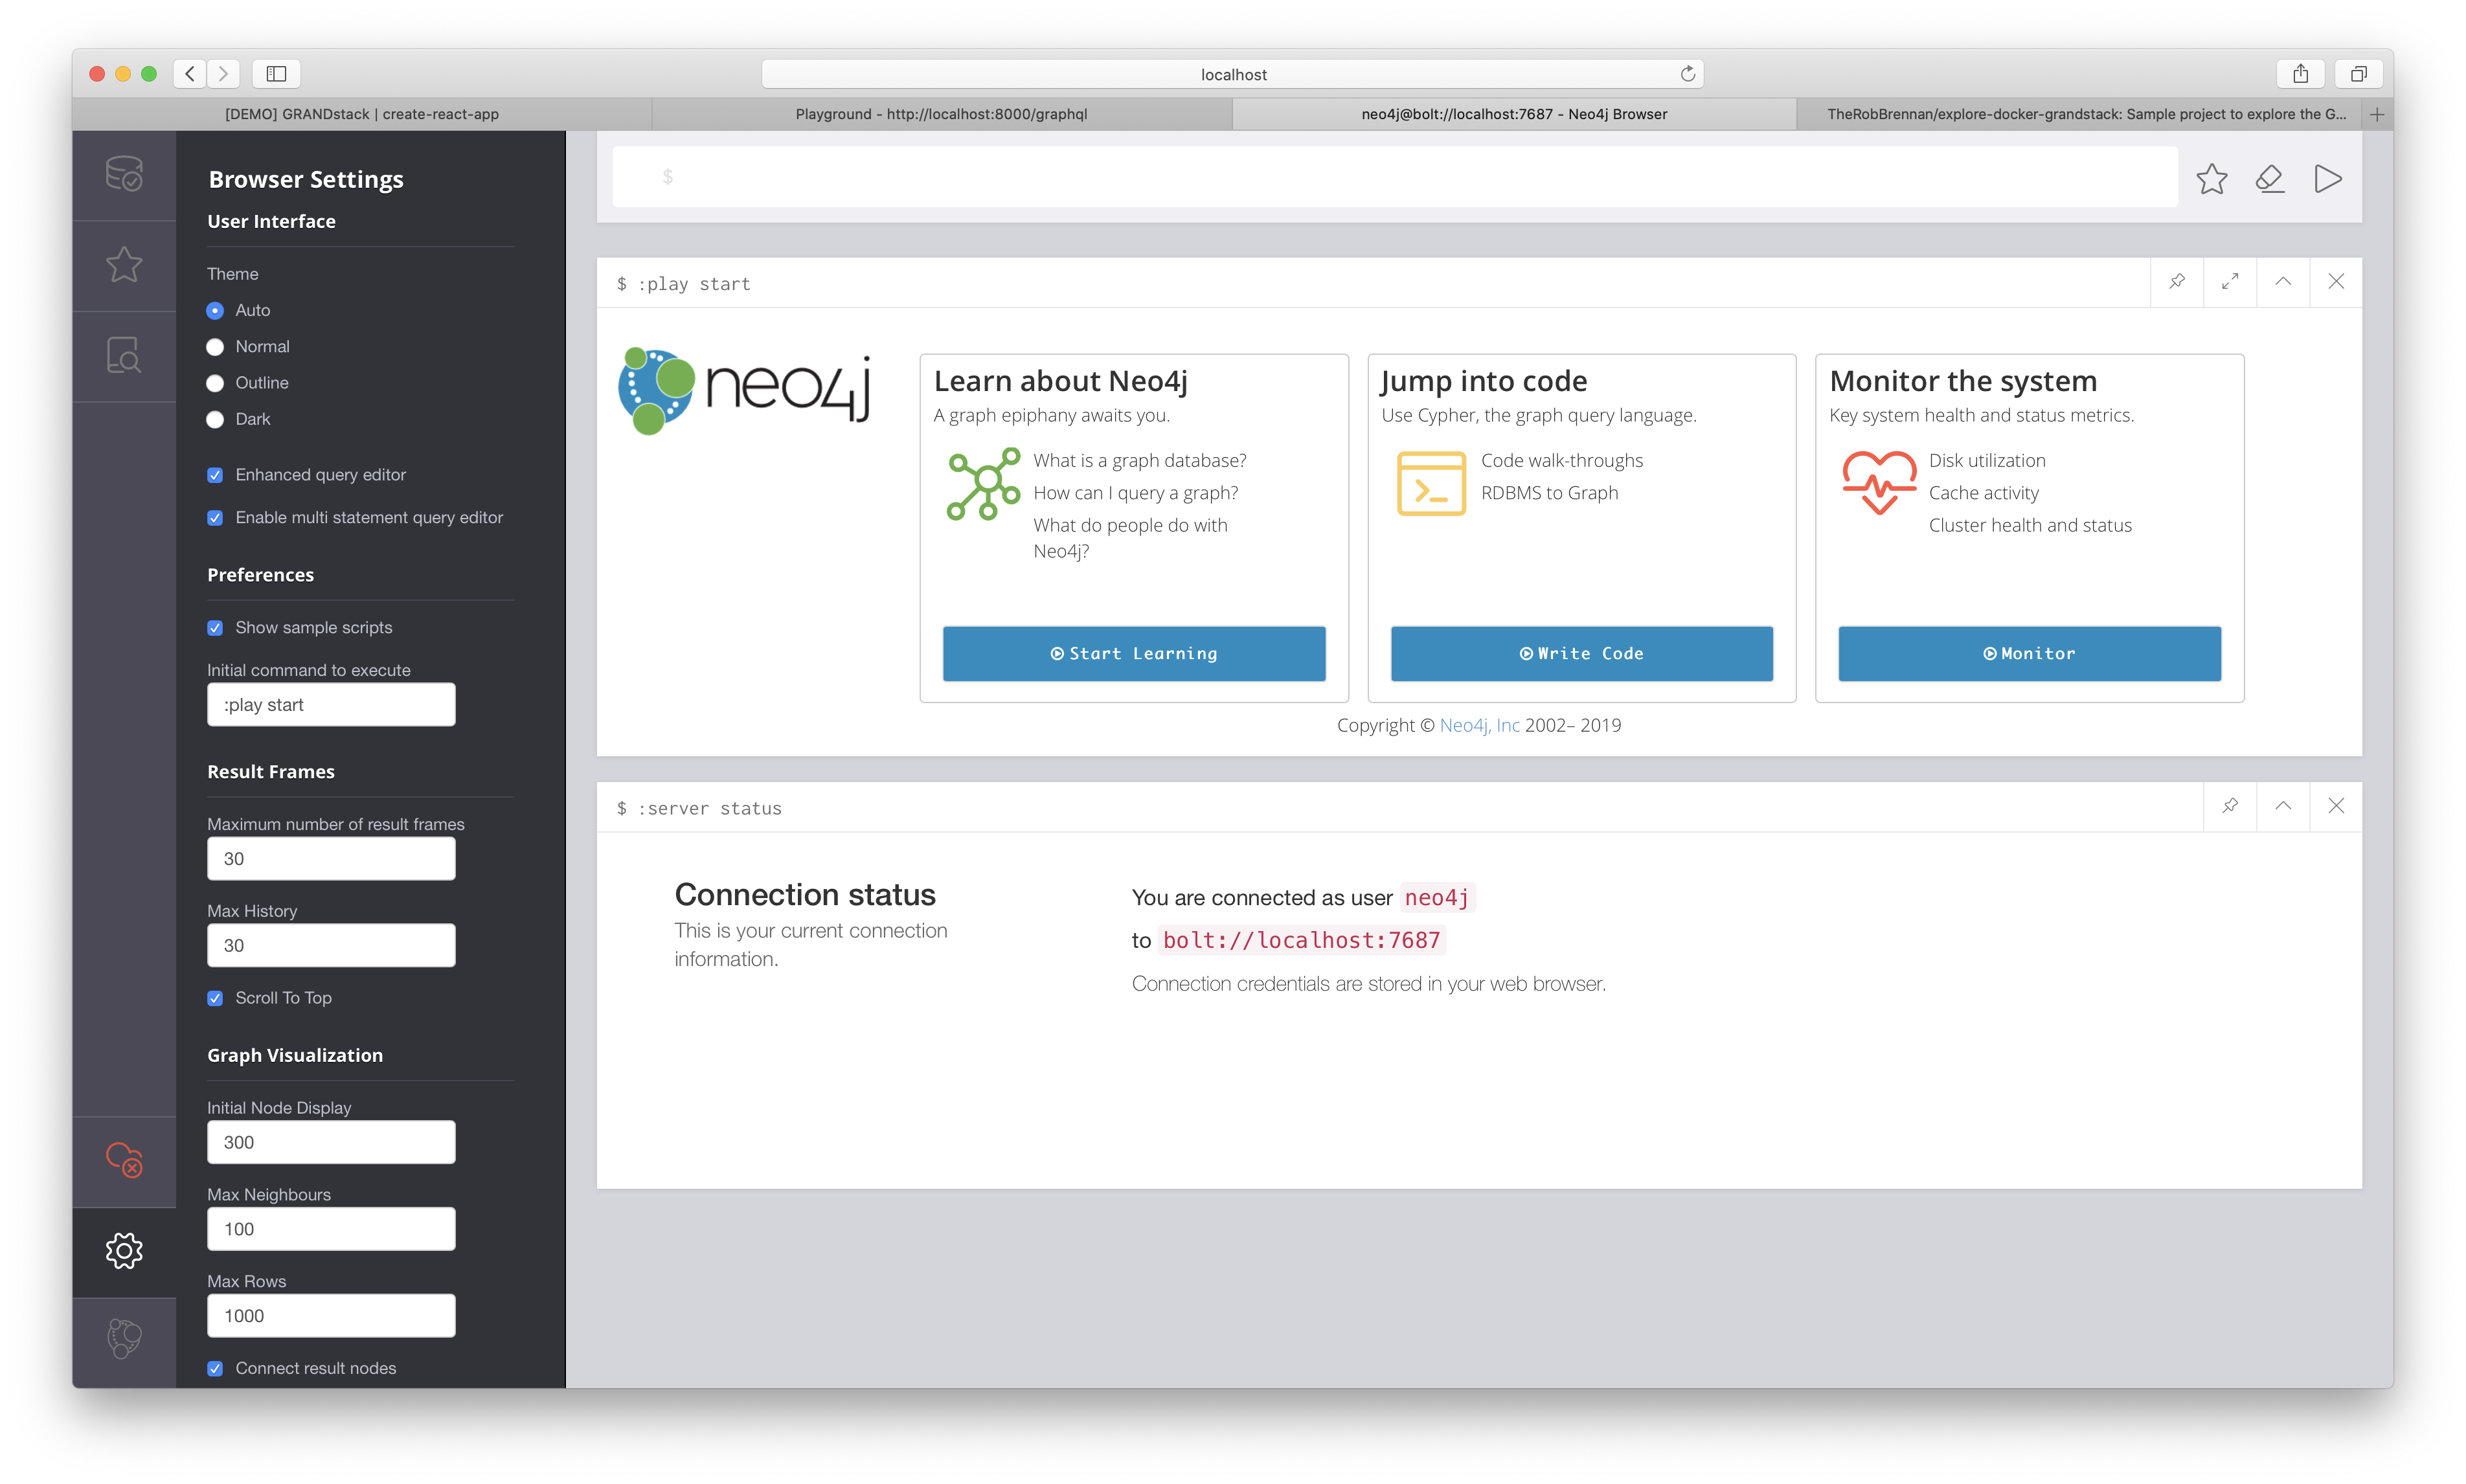 localhost
[DEMO] GRANDstack | create-react-app
Playground - http://localhost:8000/graphql
neo4j@bolt://localhost:7687 - Neo4j Browser
TheRobBrennan/explore-docker-grandstack: Sample project to explore the G...
Browser Settings
User Interface
Theme
Auto
Normal
Outline
Dark
Enhanced query editor
Enable multi statement query editor
Preferences
Show sample scripts
Initial command to execute
:play start
Result Frames
Maximum number of result frames
30
Max History
30
Scroll To Top
Graph Visualization
Initial Node Display
300
Max Neighbours
100
Max Rows
1000
Connect result nodes
$
$ :play start
neo4j
Learn about Neo4j
A graph epiphany awaits you.
What is a graph database?
How can I query a graph?
What do people do with
Neo4j?
Start Learning
Jump into code
Use Cypher, the graph query language.
Code walk-throughs
RDBMS to Graph
Write Code
Monitor the system
Key system health and status metrics.
Disk utilization
Cache activity
Cluster health and status
Monitor
Copyright © Neo4j, Inc 2002– 2019
$ :server status
Connection status
This is your current connection
information.
You are connected as user neo4j
to bolt://localhost:7687
Connection credentials are stored in your web browser.